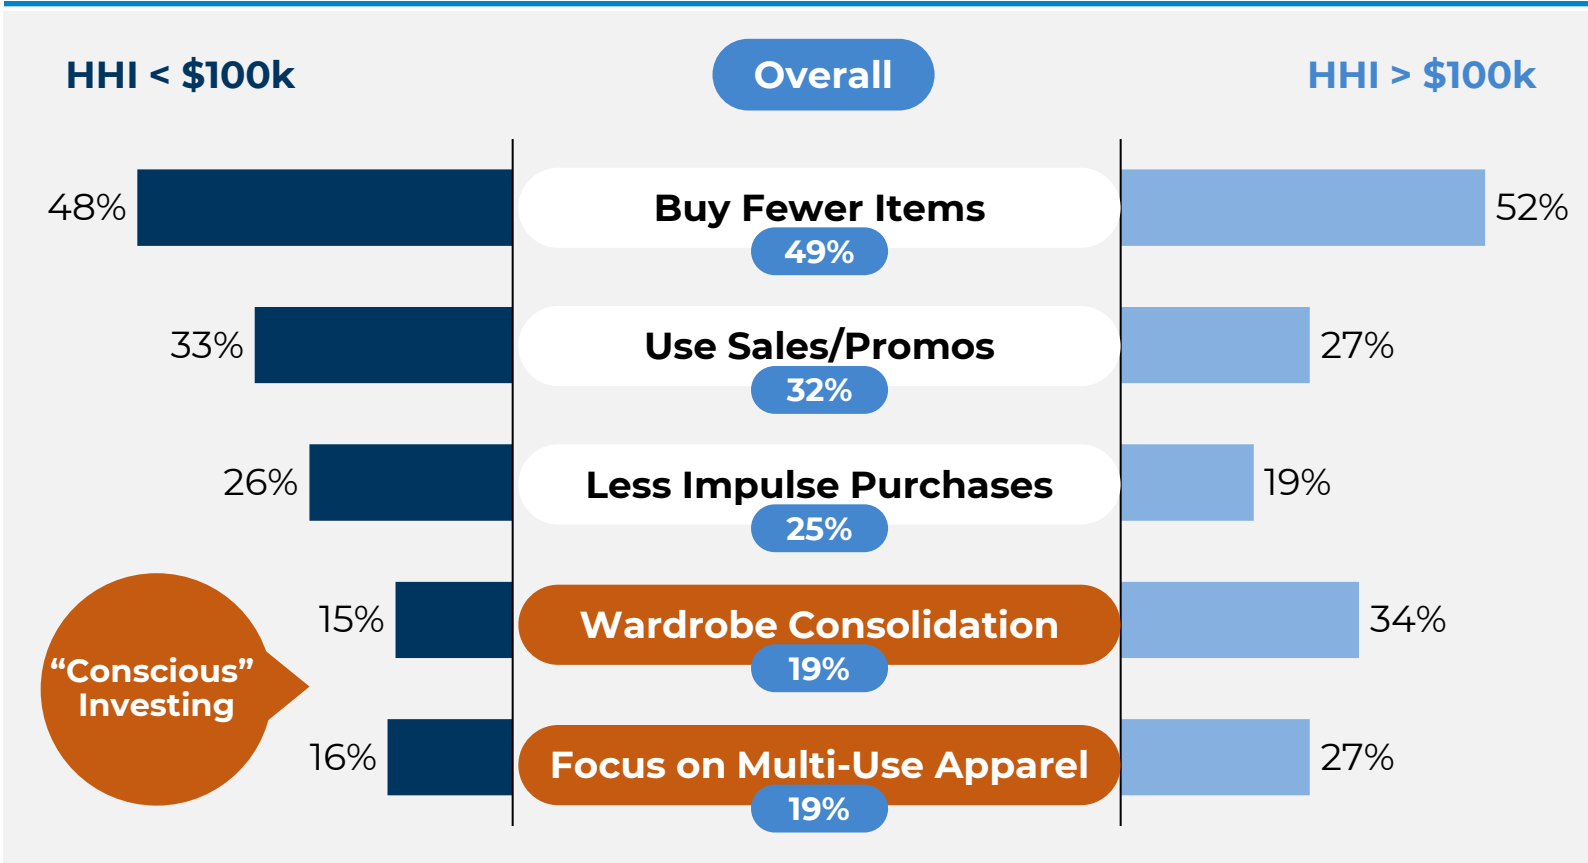 HHI < $100k
Overall
HHI > $100k
48%
Buy Fewer Items
49%
52%
33%
Use Sales/Promos
32%
27%
26%
Less Impulse Purchases
25%
19%
“Conscious”
Investing
15%
Wardrobe Consolidation
19%
34%
16%
Focus on Multi-Use Apparel
19%
27%